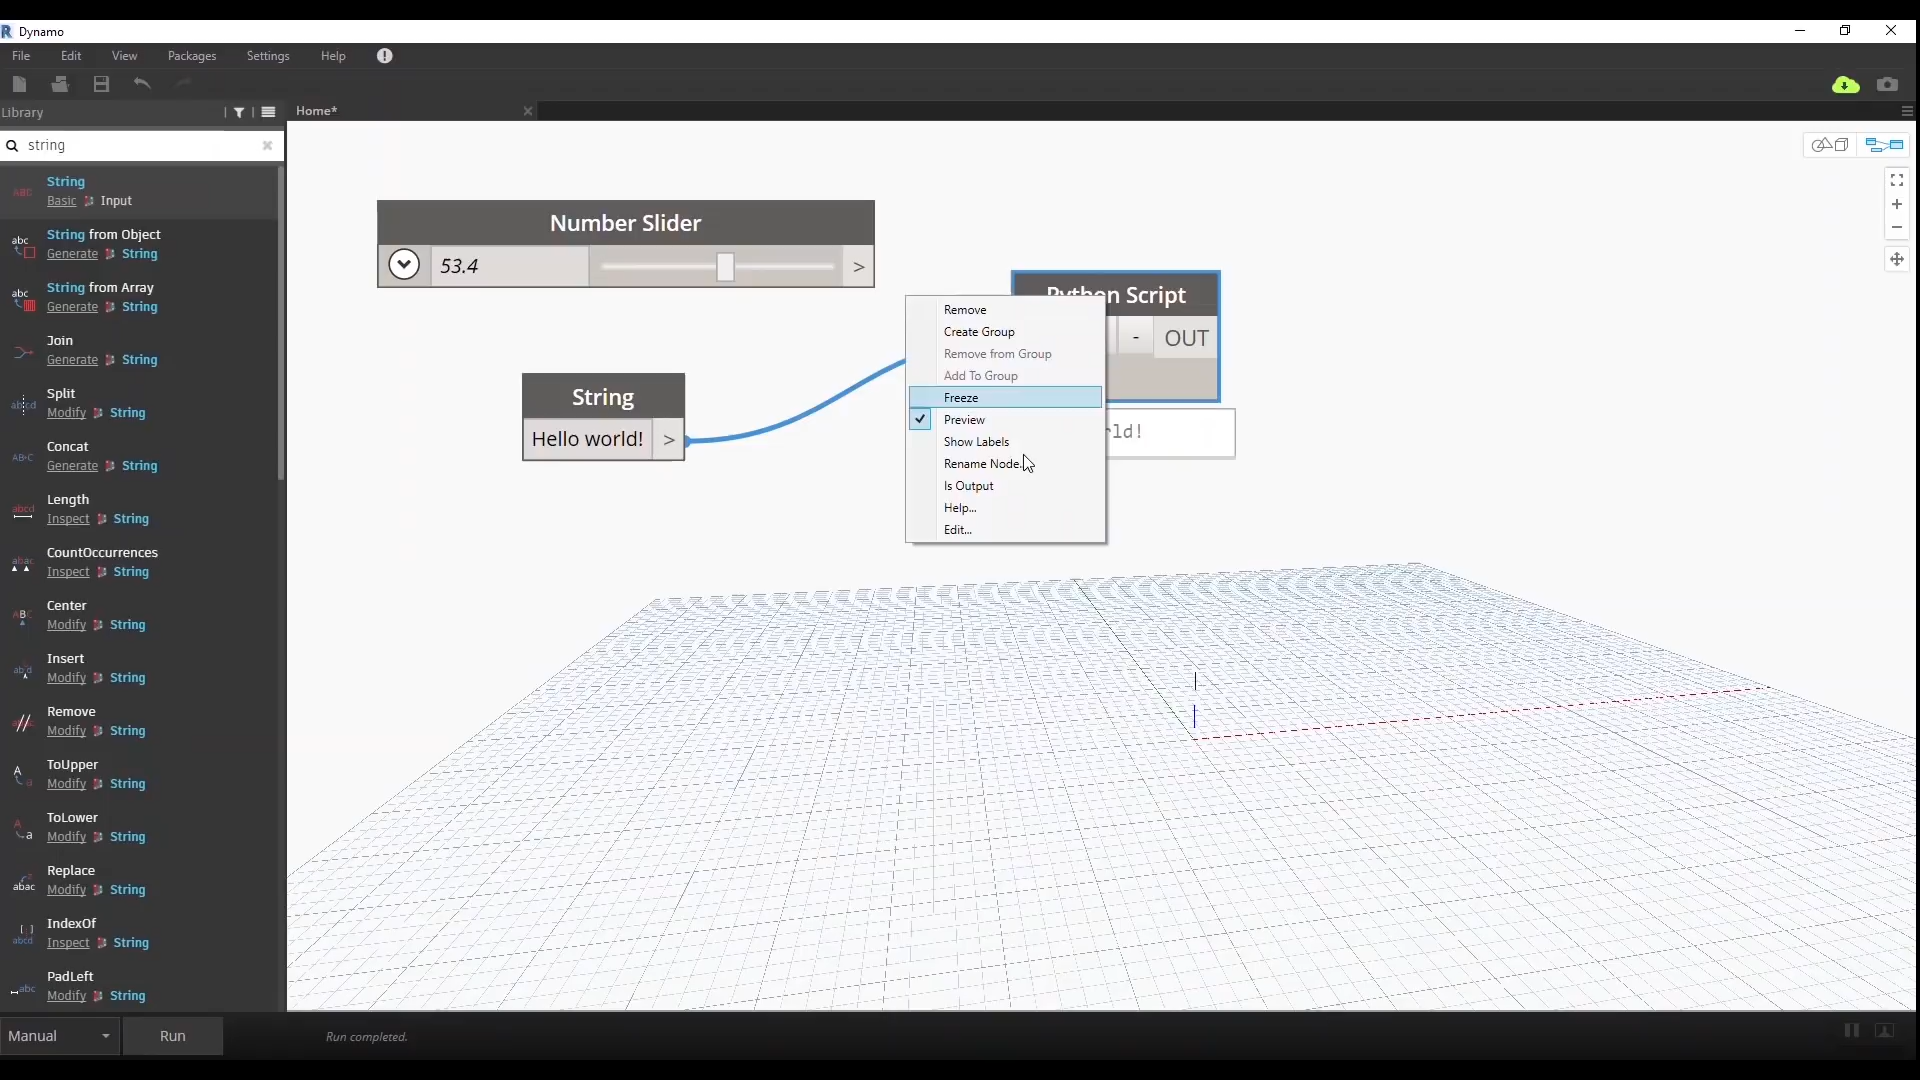 Dynamo
File Edit View Packages Settings Help
Library
Home*
string
String
Basic Input
String from Object
Generate String
String from Array
Generate String
Join
Generate String
Split
Modify String
Concat
Generate String
Length
Inspect String
CountOccurrences
Inspect String
Center
Modify String
Insert
Modify String
Remove
Modify String
ToUpper
Modify String
ToLower
Modify String
Replace
Modify String
IndexOf
Inspect String
PadLeft
Modify String
Number Slider
53.4 >
String
Hello world! >
Python Script
- OUT
rld!
Remove
Create Group
Remove from Group
Add To Group
Freeze
Preview
Show Labels
Rename Node...
Is Output
Help...
Edit...
Manual Run Run completed.